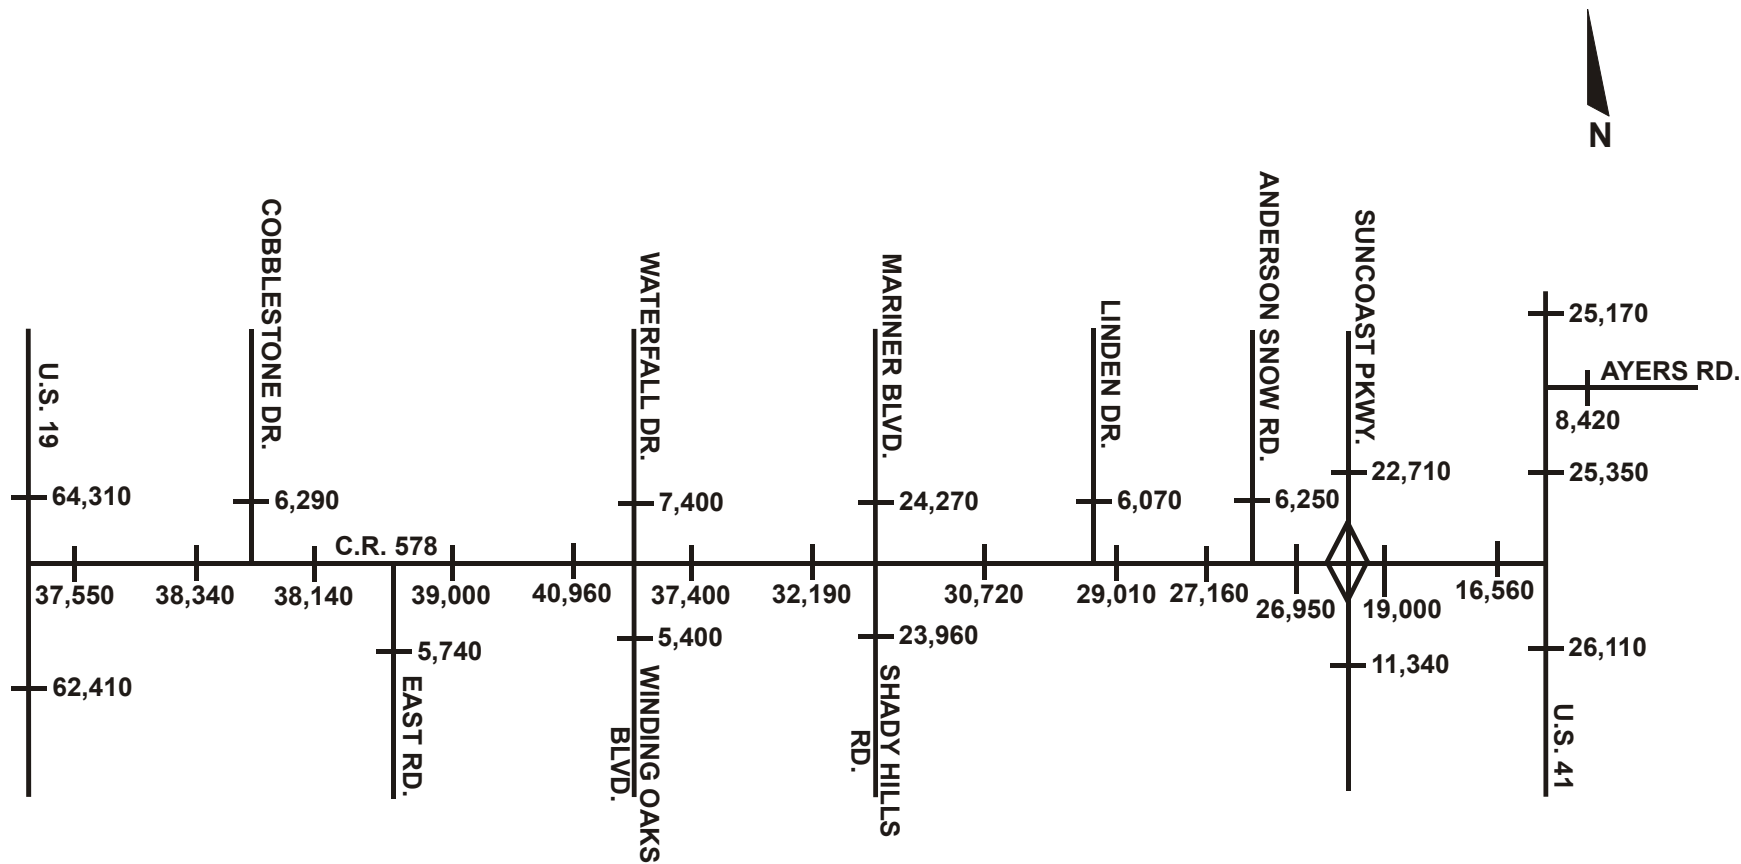 N
COBBLESTONE DR.
WATERFALL DR.
MARINER BLVD.
LINDEN DR.
ANDERSON SNOW RD.
SUNCOAST PKWY.
25,170
U.S. 19
AYERS RD.
8,420
22,710
25,350
64,310
6,290
7,400
24,270
6,070
6,250
C.R. 578
37,550
38,340
38,140
39,000
40,960
37,400
32,190
30,720
29,010
27,160
26,950
19,000
16,560
5,740
5,400
23,960
11,340
26,110
62,410
EAST RD.
WINDING OAKS
BLVD.
SHADY HILLS
RD.
U.S. 41